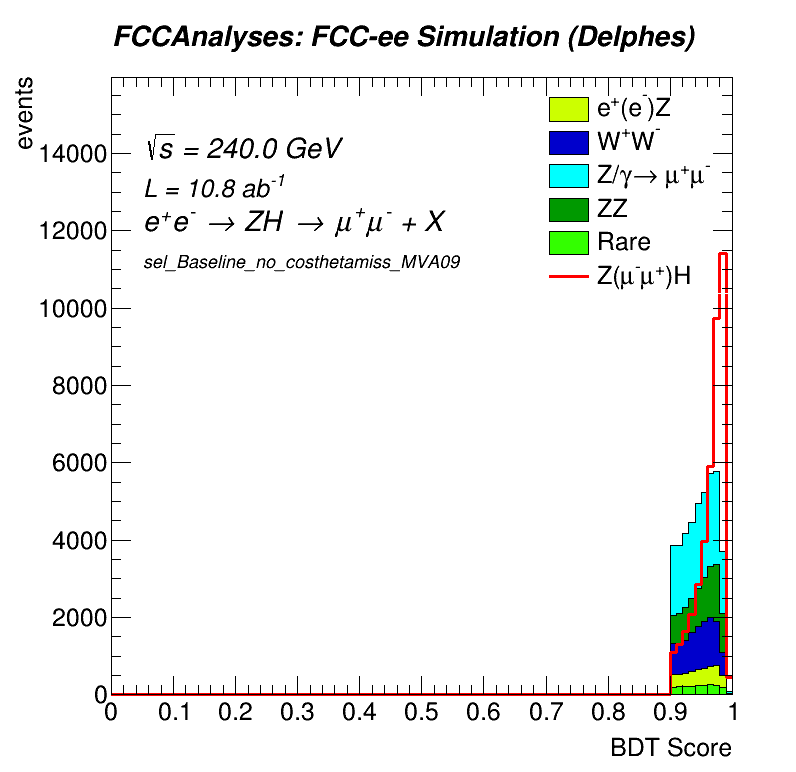 FCCAnalyses: FCC-ee Simulation (Delphes)
events
√s = 240.0 GeV
L = 10.8 ab⁻¹
e⁺e⁻ → ZH → μ⁺μ⁻ + X
sel_Baseline_no_costhetamiss_MVA09
e⁺(e⁻)Z
W⁺W⁻
Z/γ→ μ⁺μ⁻
ZZ
Rare
Z(μ⁻μ⁺)H
14000
12000
10000
8000
6000
4000
2000
0
0 0.1 0.2 0.3 0.4 0.5 0.6 0.7 0.8 0.9 1
BDT Score